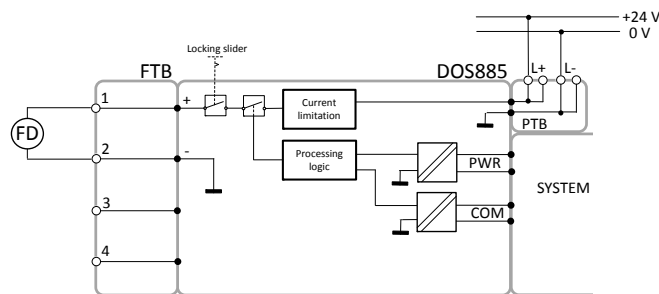 +24 V
0 V
Locking slider
FTB
DOS885
L+
L-
1
+
Current
limitation
PTB
FD
2
-
Processing
logic
PWR
SYSTEM
3
COM
4